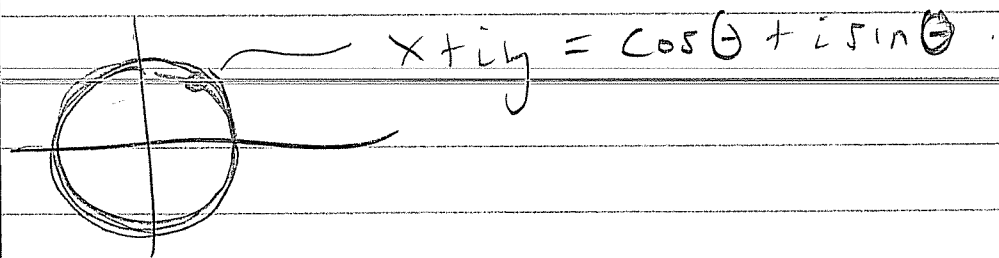 x + iy = cos θ + i sin θ